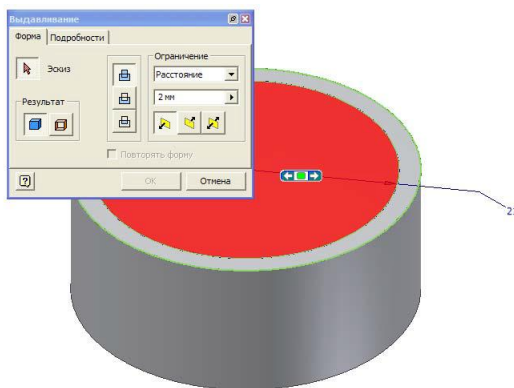 Выдавливание
Форма Подробности
Эскиз
Ограничение
Расстояние
2 мм
Результат
Повторять форму
ОК Отмена